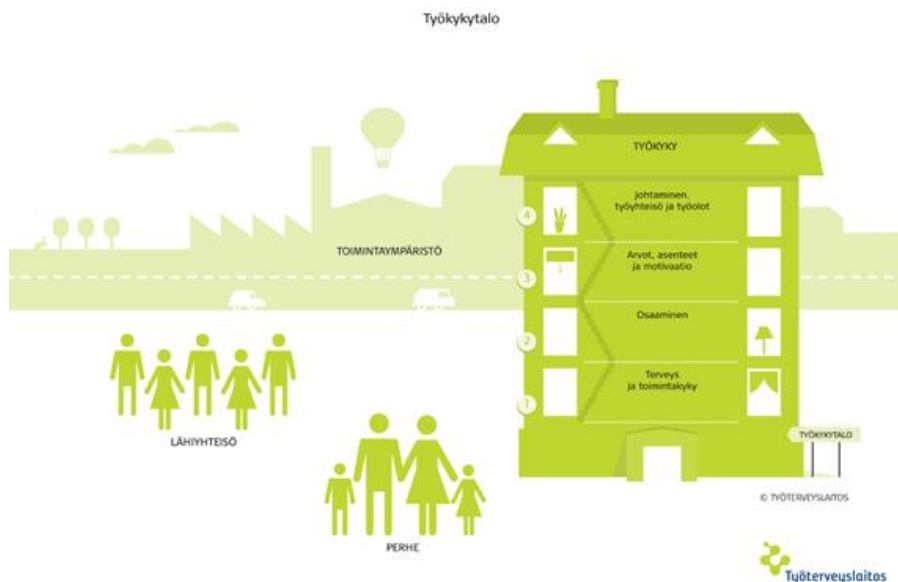 Työkykytalo
TYÖKYKY
4
Johtaminen,
työyhteisö ja työolot
TOIMINTAYMPÄRISTÖ
3
Arvot, asenteet
ja motivaatio
2
Osaaminen
1
Terveys
ja toimintakyky
LÄHIYHTEISÖ
TYÖKYKYTALO
PERHE
© TYÖTERVEYSLAITOS
Työterveyslaitos